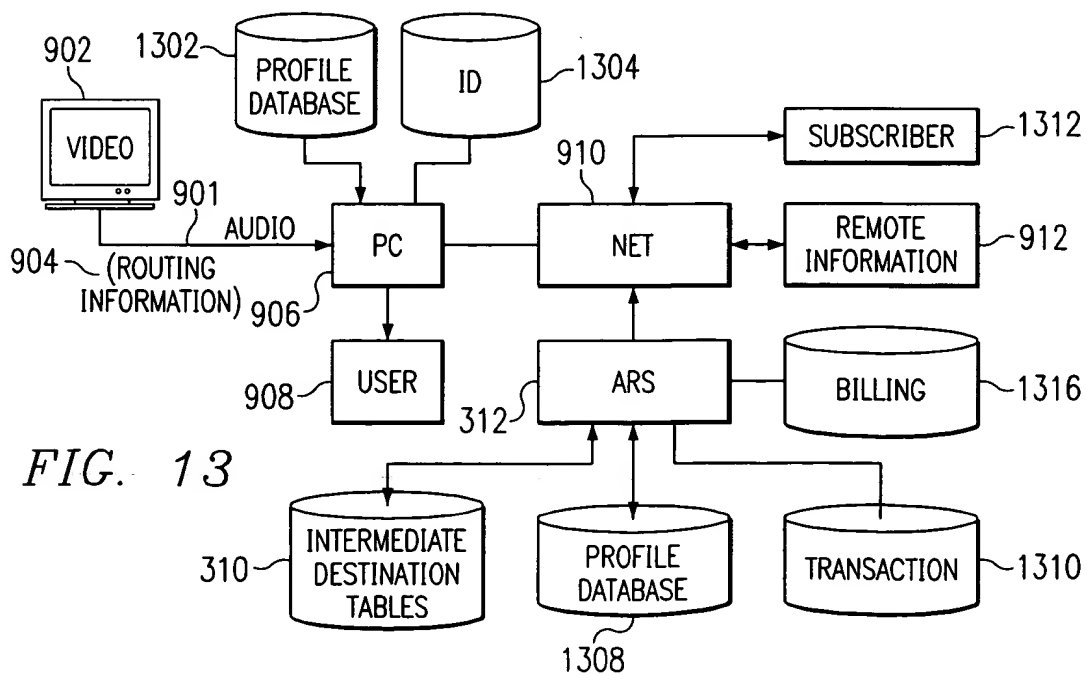 1302
902
PROFILE
DATABASE
ID
1304
VIDEO
910
SUBSCRIBER
1312
901
AUDIO
904
(ROUTING
INFORMATION)
PC
906
NET
REMOTE
INFORMATION
912
USER
908
ARS
312
BILLING
1316
FIG. 13
310
INTERMEDIATE
DESTINATION
TABLES
PROFILE
DATABASE
1308
TRANSACTION
1310